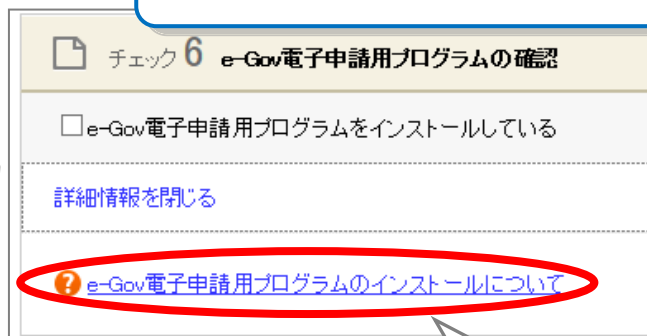 チェック6 e-Gov電子申請用プログラムの確認
e-Gov電子申請用プログラムをインストールしている
詳細情報を閉じる
? e-Gov電子申請用プログラムのインストールについて